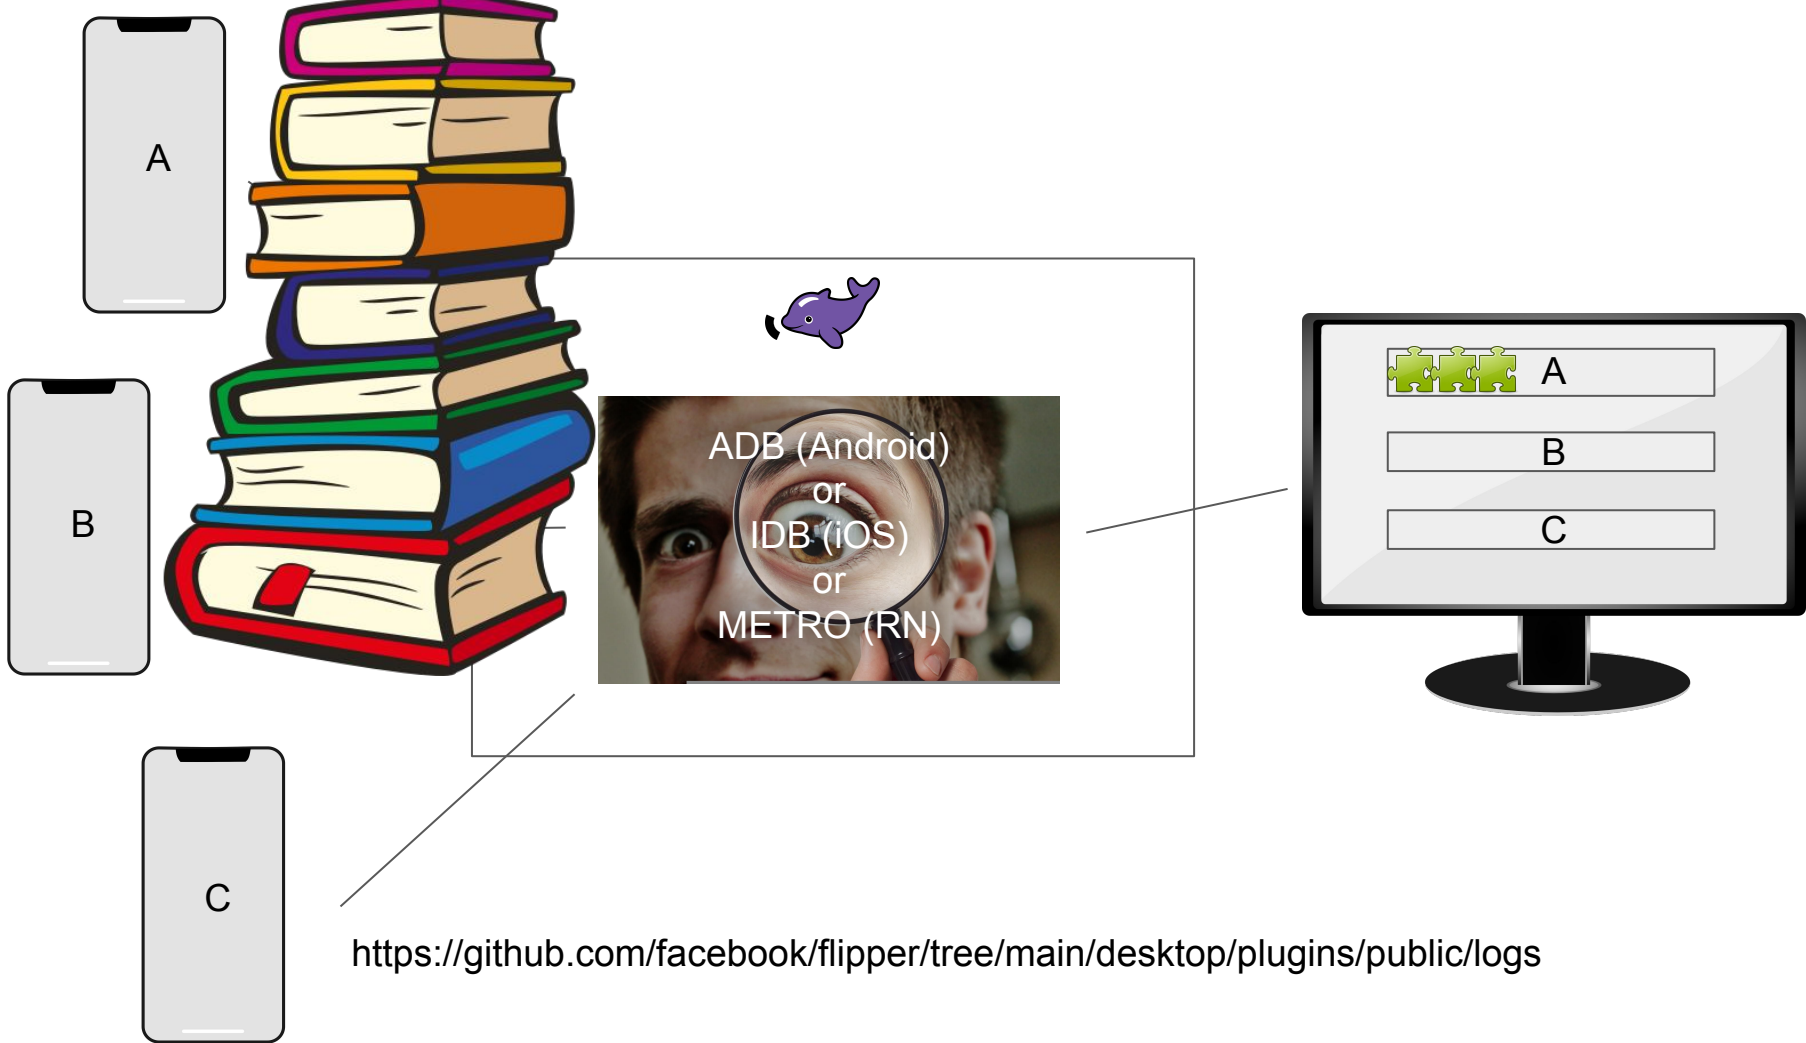 A
B
C
ADB (Android)
or
IDB (iOS)
or
METRO (RN)
A
B
C
https://github.com/facebook/flipper/tree/main/desktop/plugins/public/logs